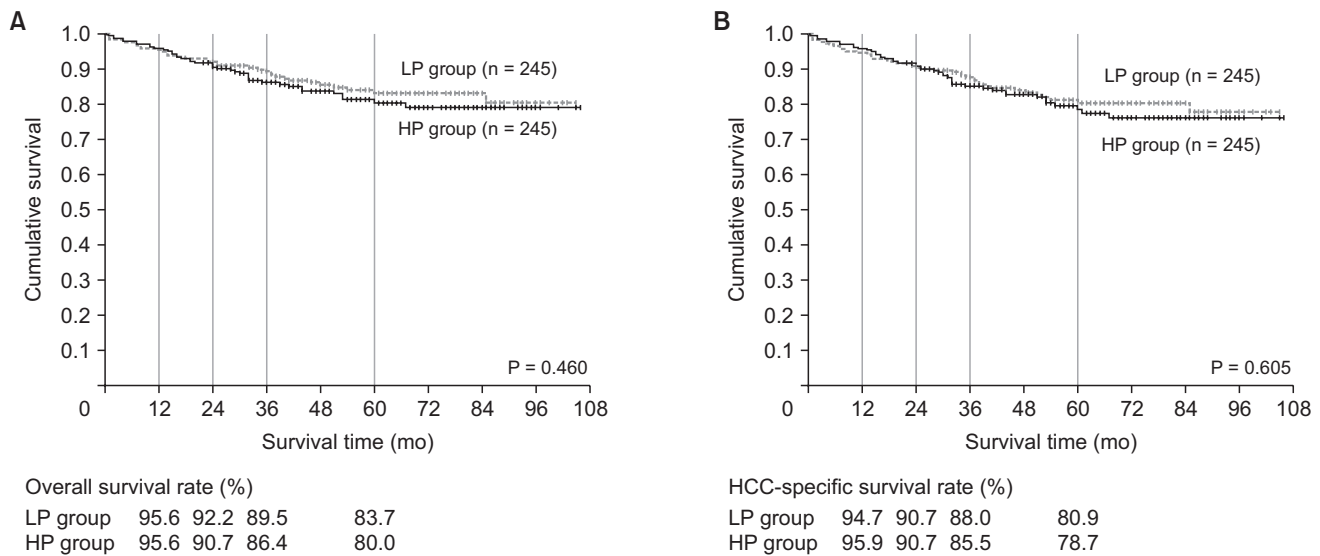 A
Cumulative survival
1.0
0.9
0.8
0.7
0.6
0.5
0.4
0.3
0.2
0.1
LP group (n = 245)
HP group (n = 245)
P = 0.460
0 12 24 36 48 60 72 84 96 108
Survival time (mo)
Overall survival rate (%)
LP group 95.6 92.2 89.5 83.7
HP group 95.6 90.7 86.4 80.0
B
Cumulative survival
1.0
0.9
0.8
0.7
0.6
0.5
0.4
0.3
0.2
0.1
LP group (n = 245)
HP group (n = 245)
P = 0.605
0 12 24 36 48 60 72 84 96 108
Survival time (mo)
HCC-specific survival rate (%)
LP group 94.7 90.7 88.0 80.9
HP group 95.9 90.7 85.5 78.7